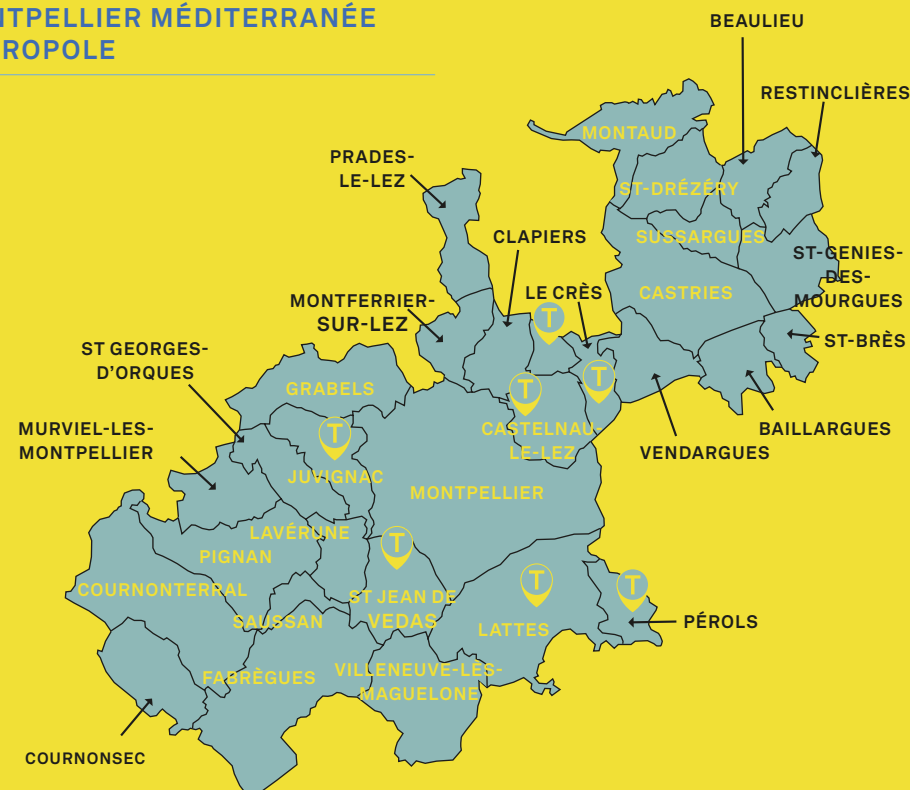 NTPELLIER MÉDITERRANÉE
ROPOLE
BEAULIEU
RESTINCLIÈRES
MONTAUD
PRADES-
LE-LEZ
ST-DRÉZÉRY
CLAPIERS
SUSSARGUES
ST-GENIES-
DES-
MOURGUES
LE CRÈS
CASTRIES
MONTFERRIER-
SUR-LEZ
T
ST-BRÈS
ST GEORGES-
D'ORQUES
GRABELS
T
T
MURVIEL-LES-
MONTPELLIER
T
CASTELNAU-
LE-LEZ
BAILLARGUES
VENDARGUES
JUVIGNAC
MONTPELLIER
LAVÉRUNE
PIGNAN
T
COURNONTERRAL
T
T
ST JEAN DE
VEDAS
SAUSSAN
LATTES
PÉROLS
FABRÈGUES
VILLENEUVE-LÈS-
MAGUELONE
COURNONSEC